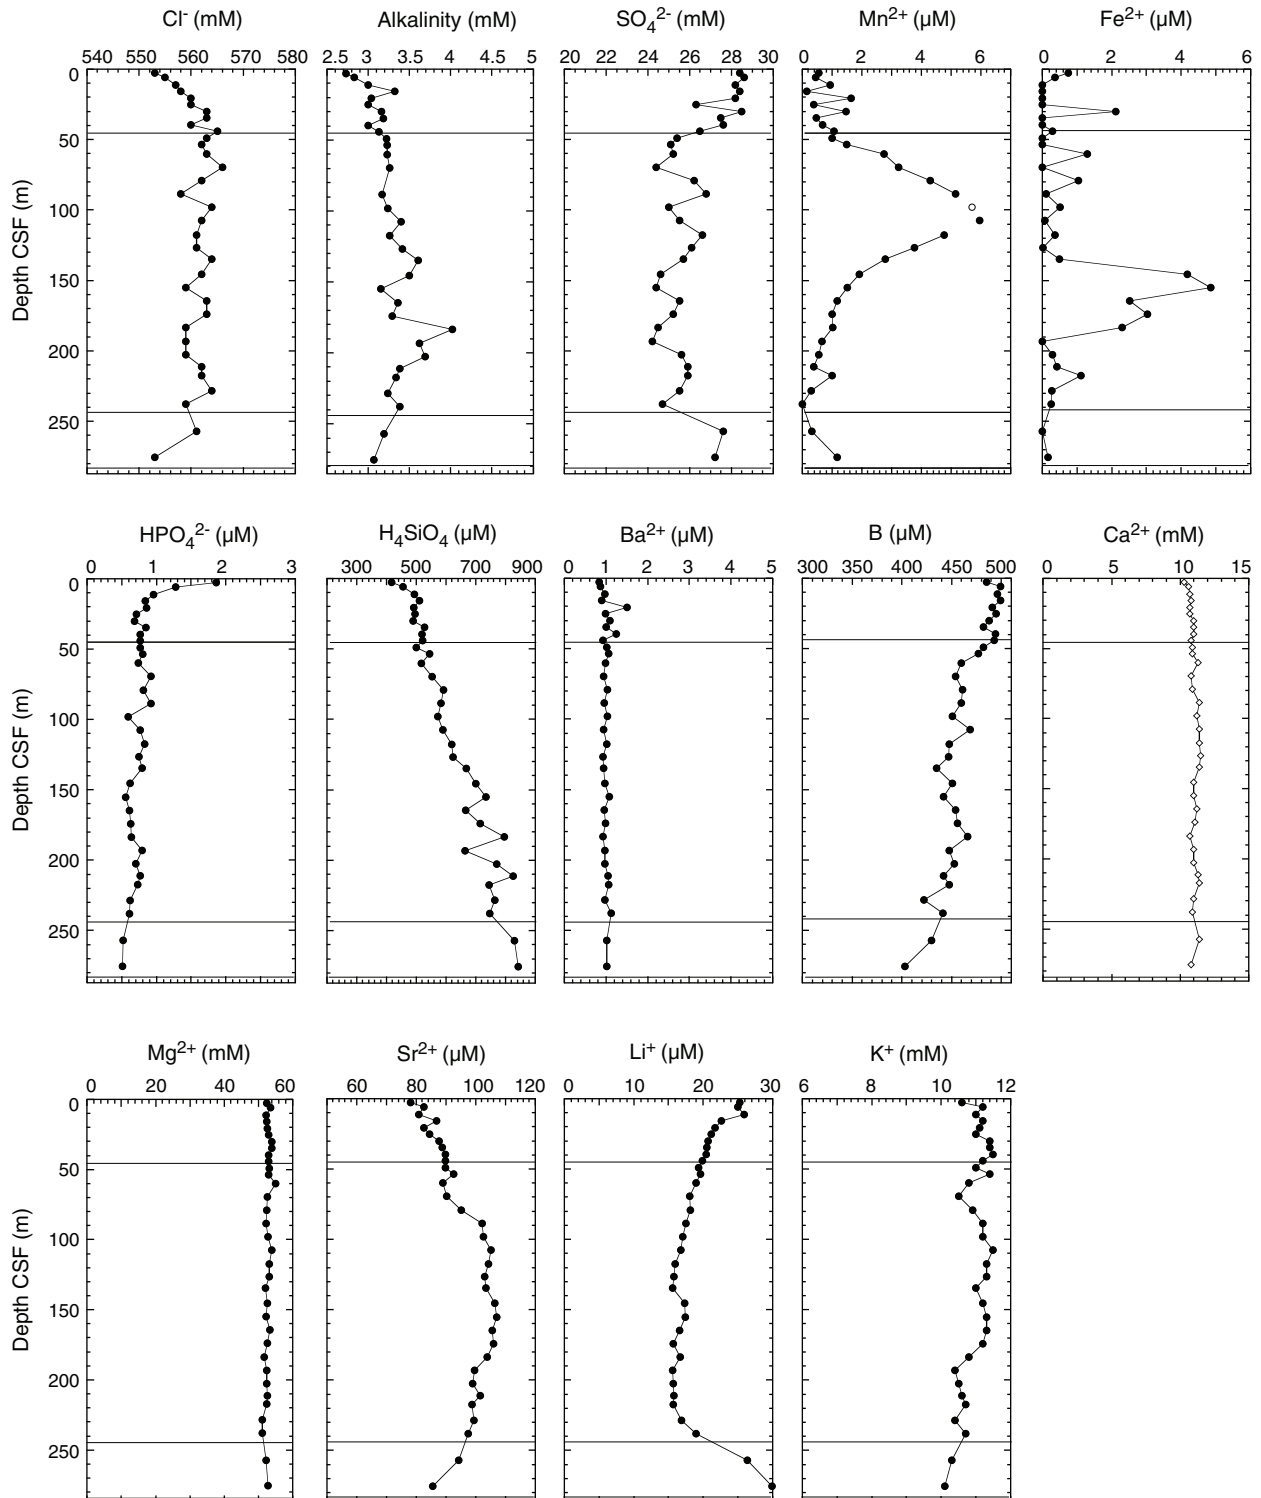 Cl⁻ (mM) Alkalinity (mM) SO₄²⁻ (mM) Mn²⁺ (µM) Fe²⁺ (µM)
540 550 560 570 580 2.5 3 3.5 4 4.5 5 20 22 24 26 28 30 0 2 4 6 0 2 4 6
0
50
100
150
200
250
Depth CSF (m)
HPO₄²⁻ (µM) H₄SiO₄ (µM) Ba²⁺ (µM) B (µM) Ca²⁺ (mM)
0 1 2 3 300 500 700 900 0 1 2 3 4 5 300 350 400 450 500 0 5 10 15
0
50
100
150
200
250
Depth CSF (m)
Mg²⁺ (mM) Sr²⁺ (µM) Li⁺ (µM) K⁺ (mM)
0 20 40 60 60 80 100 120 0 10 20 30 6 8 10 12
0
50
100
150
200
250
Depth CSF (m)